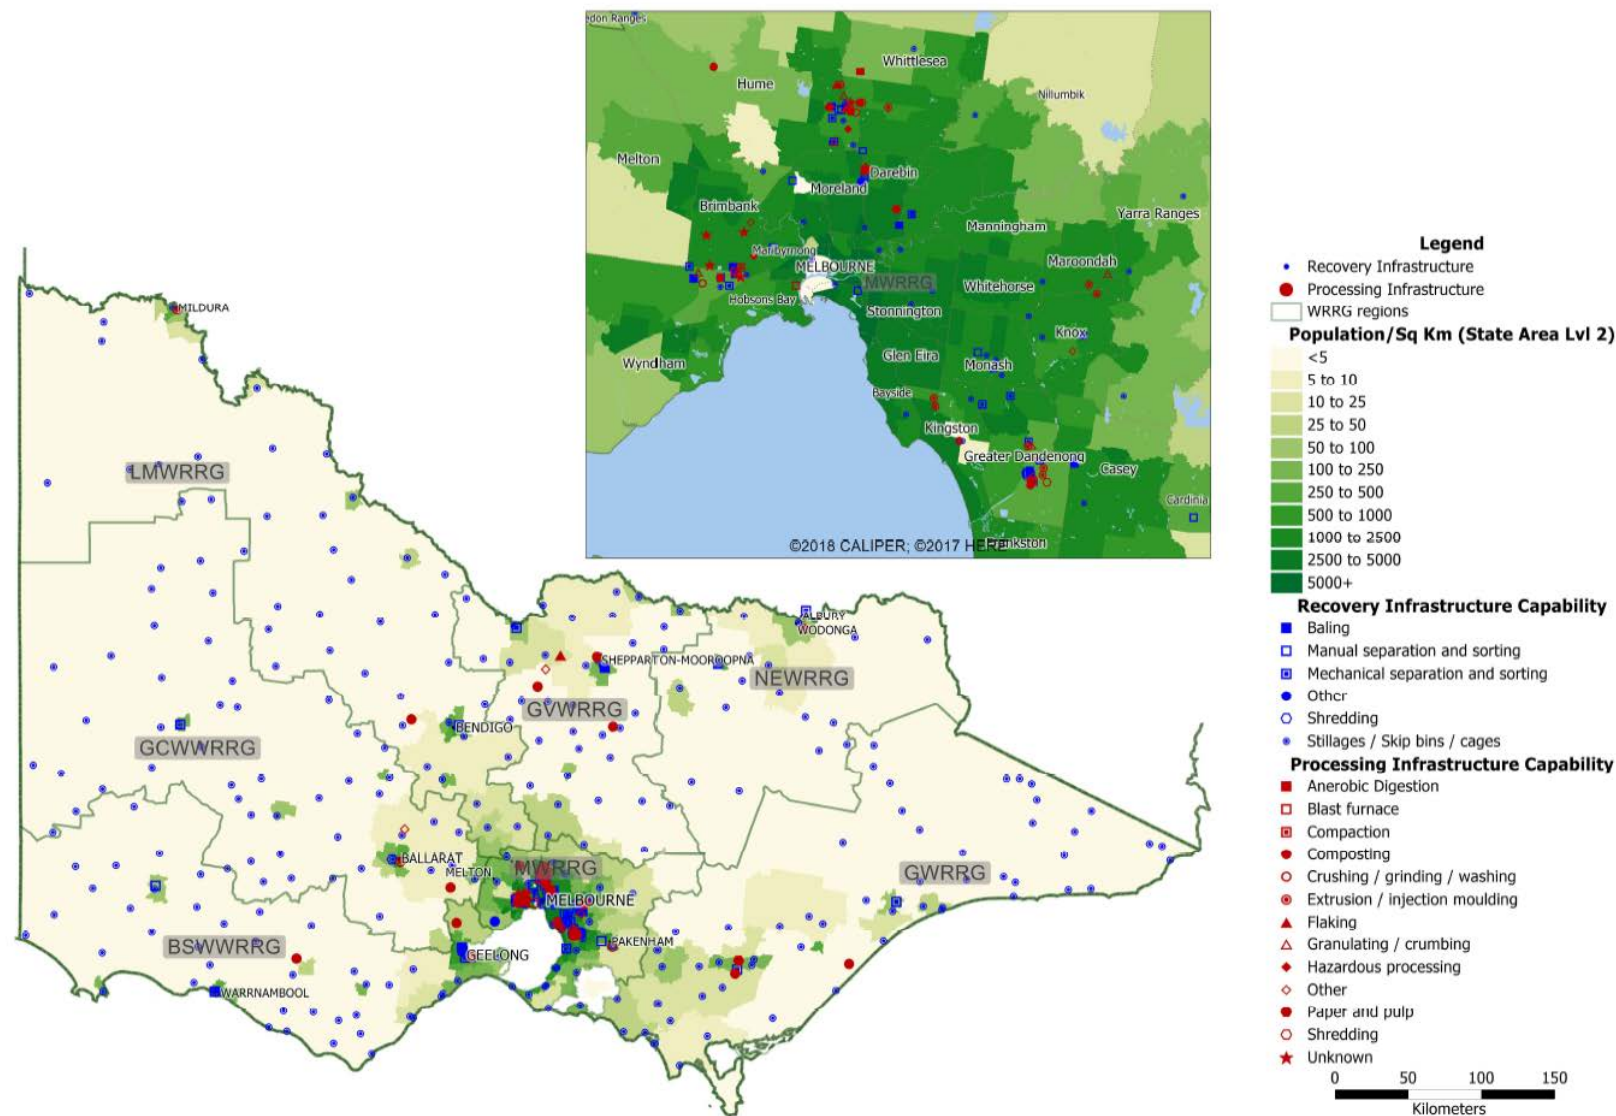 edon Ranges
Whittlesea
Hume
Nillumbik
Melton
Darebin
Moreland
Brimbank
Yarra Ranges
Manningham
Maribyrnong
Maroondah
MELBOURNE
MWRRG
Whitehorse
Hobsons Bay
Stonnington
Knox
Glen Eira
Wyndham
Monash
Bayside
Kingston
Greater Dandenong
Casey
Cardinia
©2018 CALIPER; ©2017 HERE
Frankston
MILDURA
LMWRRG
ALBURY
WODONGA
SHEPPARTON-MOOROOPNA
NEWRRG
GVWRRG
BENDIGO
GCWWRRG
BALLARAT
MELTON
MWRRG
GWRRG
MELBOURNE
PAKENHAM
BSWWRRG
GEELONG
WARRNAMBOOL
Legend
Recovery Infrastructure
Processing Infrastructure
WRRG regions
Population/Sq Km (State Area Lvl 2)
<5
5 to 10
10 to 25
25 to 50
50 to 100
100 to 250
250 to 500
500 to 1000
1000 to 2500
2500 to 5000
5000+
Recovery Infrastructure Capability
Baling
Manual separation and sorting
Mechanical separation and sorting
Other
Shredding
Stillages / Skip bins / cages
Processing Infrastructure Capability
Anerobic Digestion
Blast furnace
Compaction
Composting
Crushing / grinding / washing
Extrusion / injection moulding
Flaking
Granulating / crumbing
Hazardous processing
Other
Paper and pulp
Shredding
Unknown
0 50 100 150
Kilometers